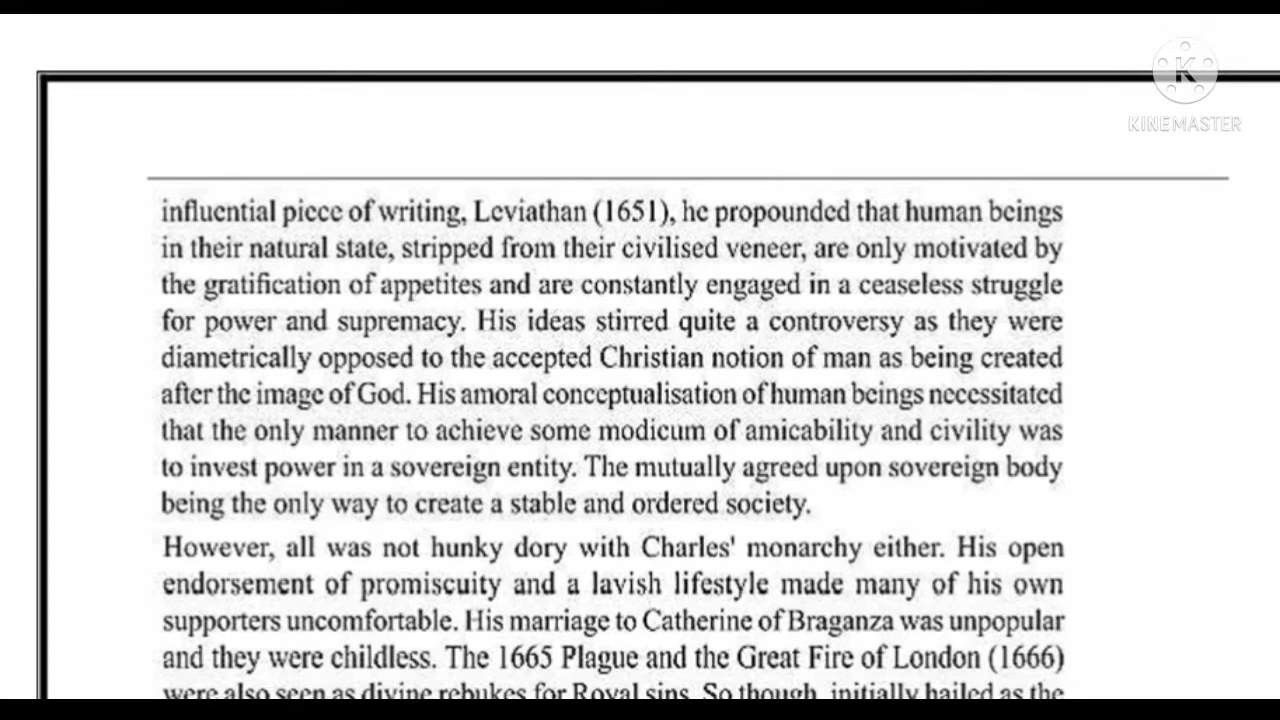 K
KINEMASTER
influential piece of writing, Leviathan (1651), he propounded that human beings
in their natural state, stripped from their civilised veneer, are only motivated by
the gratification of appetites and are constantly engaged in a ceaseless struggle
for power and supremacy. His ideas stirred quite a controversy as they were
diametrically opposed to the accepted Christian notion of man as being created
after the image of God. His amoral conceptualisation of human beings necessitated
that the only manner to achieve some modicum of amicability and civility was
to invest power in a sovereign entity. The mutually agreed upon sovereign body
being the only way to create a stable and ordered society.
However, all was not hunky dory with Charles' monarchy either. His open
endorsement of promiscuity and a lavish lifestyle made many of his own
supporters uncomfortable. His marriage to Catherine of Braganza was unpopular
and they were childless. The 1665 Plague and the Great Fire of London (1666)
were also seen as divine rebukes for Royal sins. So though, initially hailed as the